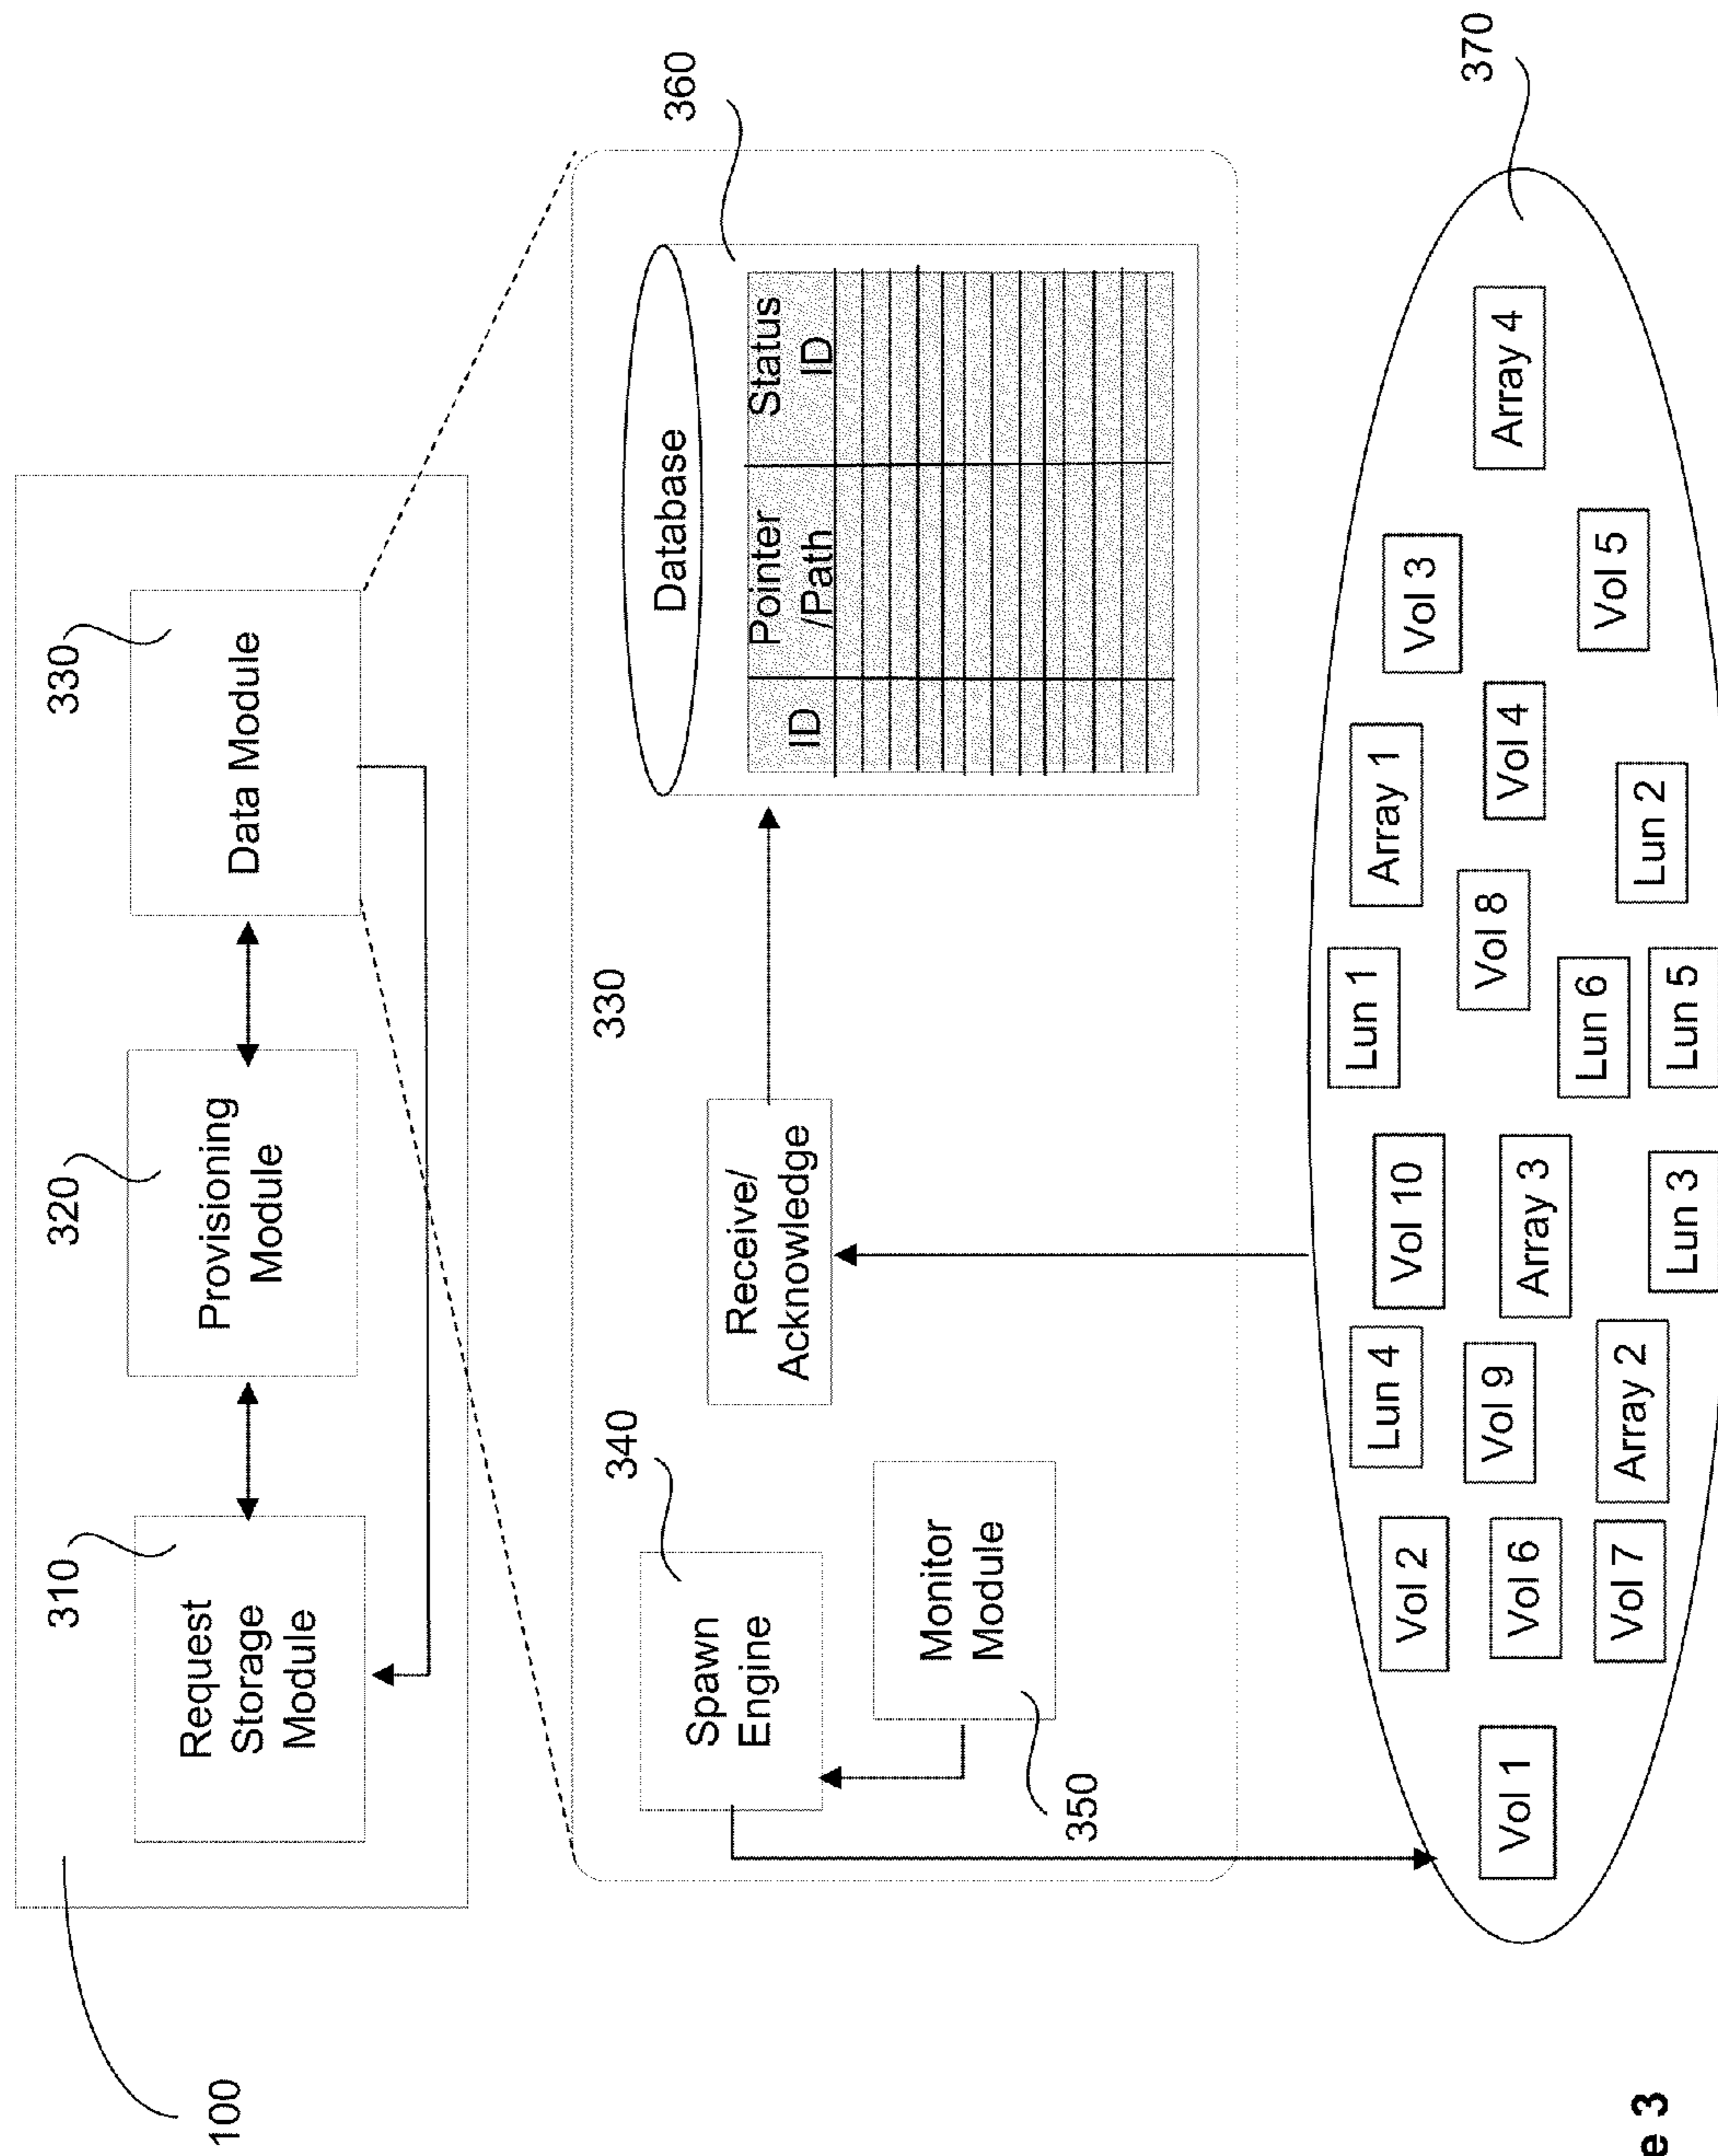 100
310
Request
Storage
Module
320
Provisioning
Module
330
Data Module
330
340
Spawn
Engine
Monitor
Module
350
Receive/
Acknowledge
360
Database
ID
Pointer
/Path
Status
ID
370
Vol 1
Vol 2
Vol 6
Vol 7
Lun 4
Vol 9
Array 2
Vol 10
Array 3
Lun 3
Lun 1
Vol 8
Lun 6
Lun 5
Array 1
Vol 4
Lun 2
Vol 3
Vol 5
Array 4
e 3